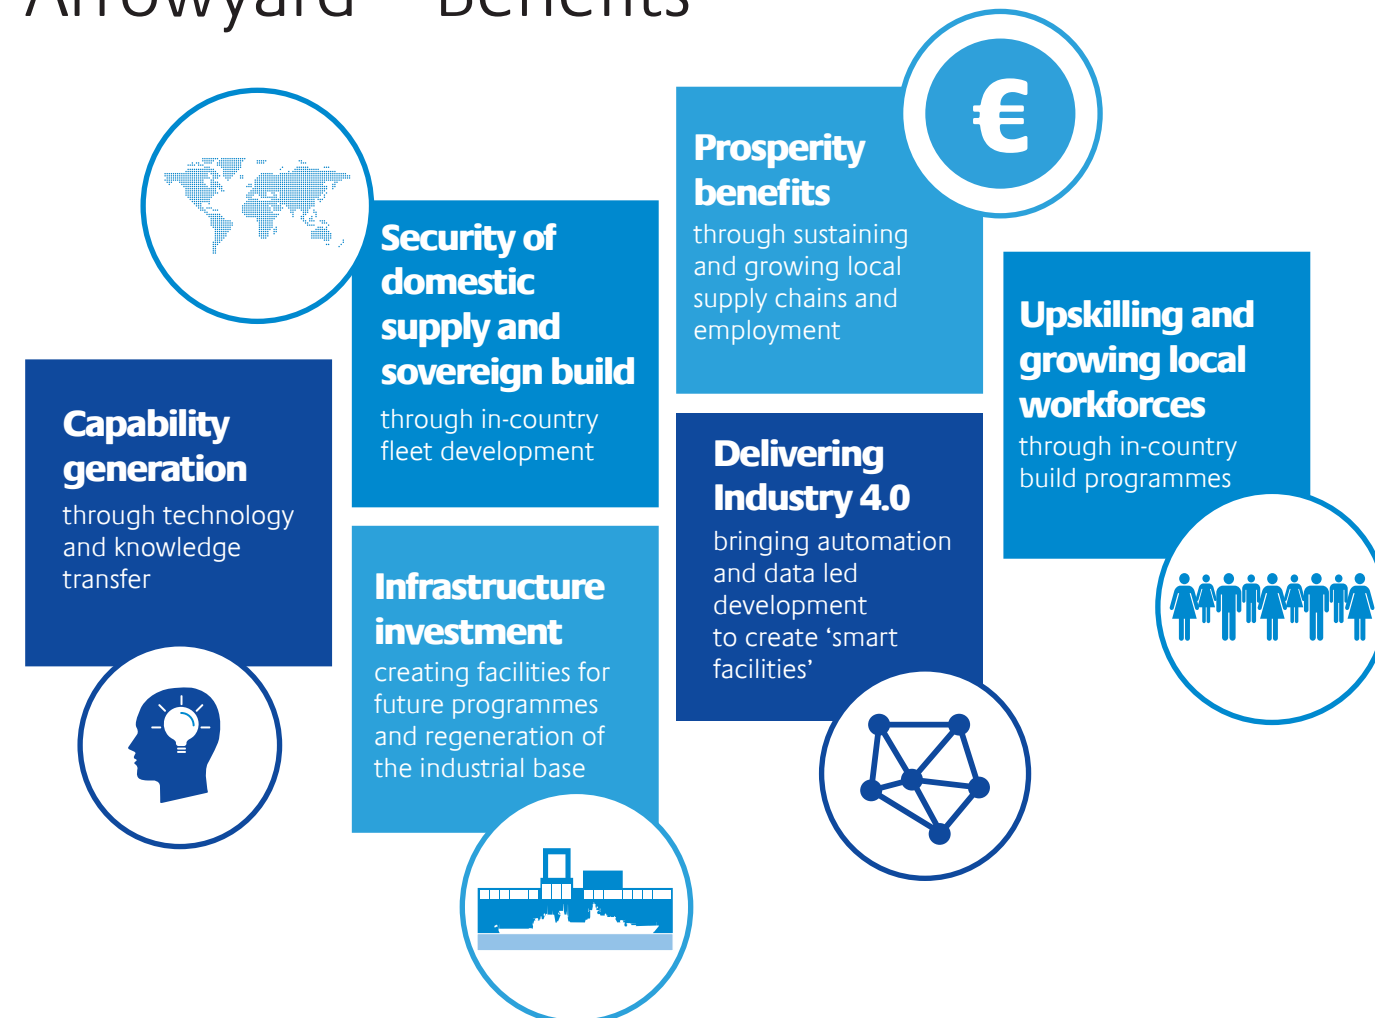 Arrowyard Benefits
Capability
generation
through technology
and knowledge
transfer
Security of
domestic
supply and
sovereign build
through in-country
fleet development
Infrastructure
investment
creating facilities for
future programmes
and regeneration of
the industrial base
€
Prosperity
benefits
through sustaining
and growing local
supply chains and
employment
Delivering
Industry 4.0
bringing automation
and data led
development
to create ‘smart
facilities’
Upskilling and
growing local
workforces
through in-country
build programmes